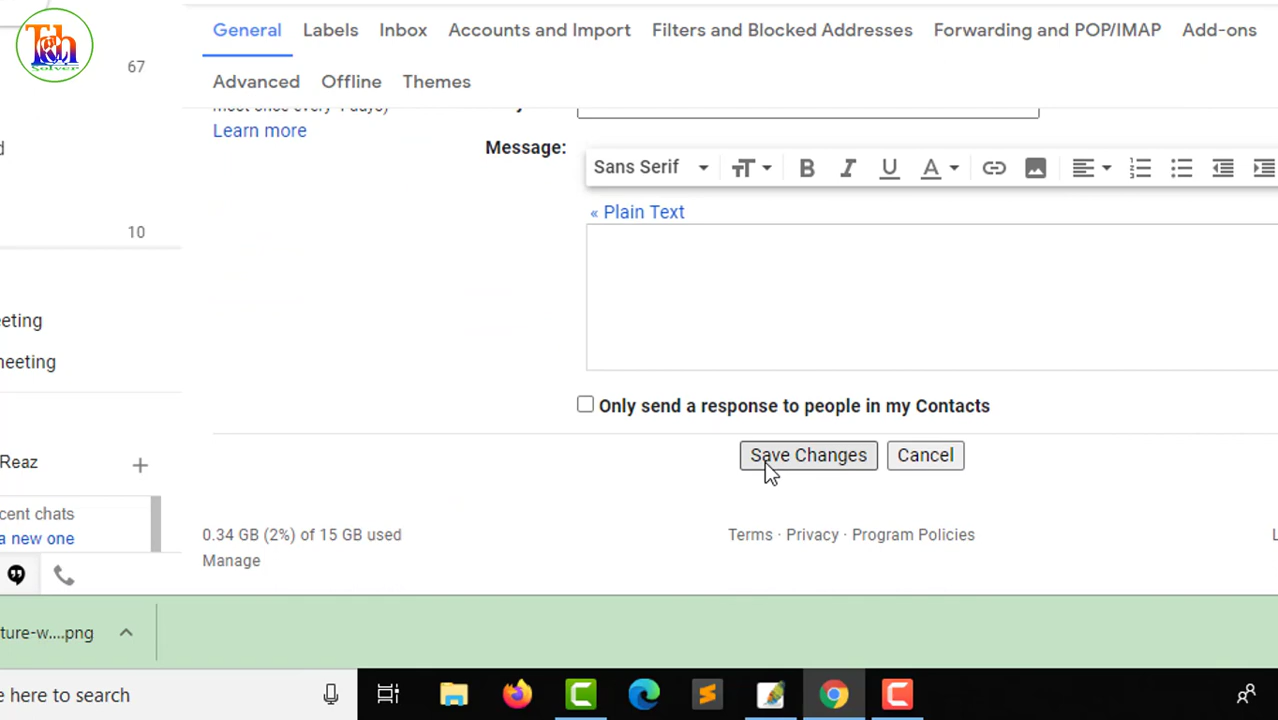 Tech
Solver
67
General Labels Inbox Accounts and Import Filters and Blocked Addresses Forwarding and POP/IMAP Add-ons
Advanced Offline Themes
Learn more
Message:
Sans Serif
B I U A
« Plain Text
10
eeting
neeting
Only send a response to people in my Contacts
Save Changes Cancel
Reaz +
cent chats
a new one
0.34 GB (2%) of 15 GB used
Manage
Terms · Privacy · Program Policies
ture-w....png
e here to search